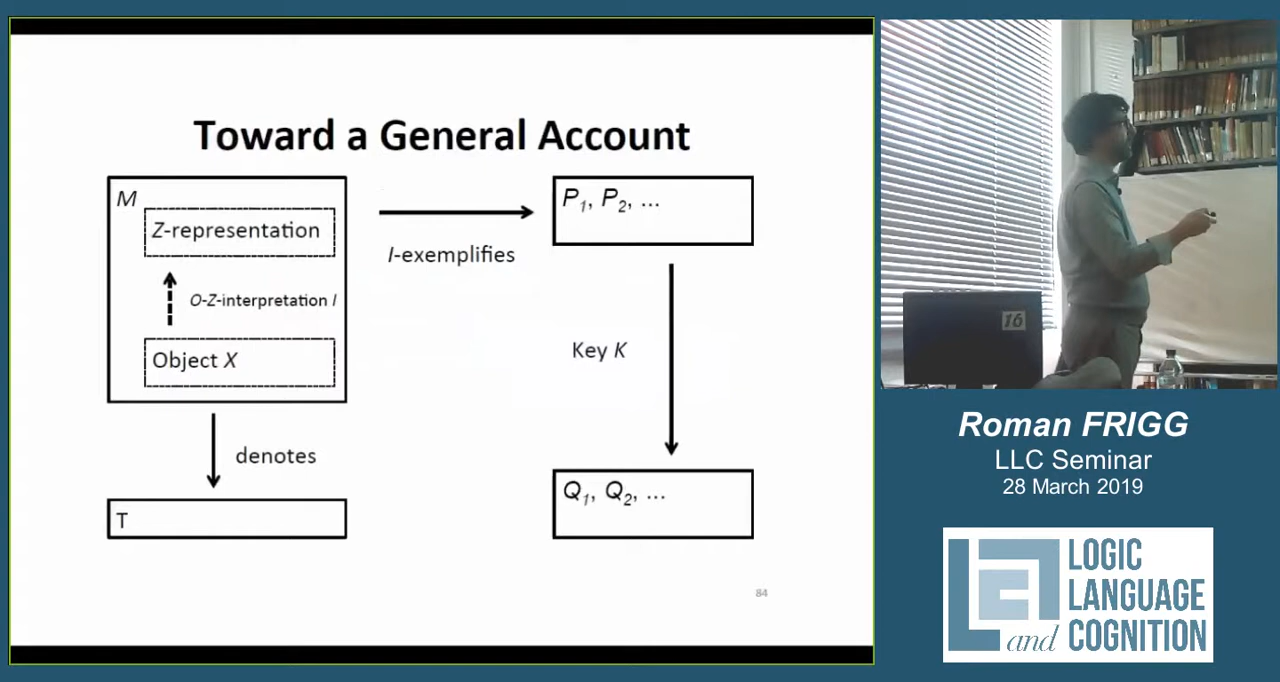 Toward a General Account
M
Z-representation
O-Z-interpretation I
Object X
I-exemplifies
P1, P2, ...
Key K
denotes
T
Q1, Q2, ...
84
16
Roman FRIGG
LLC Seminar
28 March 2019
LOGIC
LANGUAGE
and COGNITION